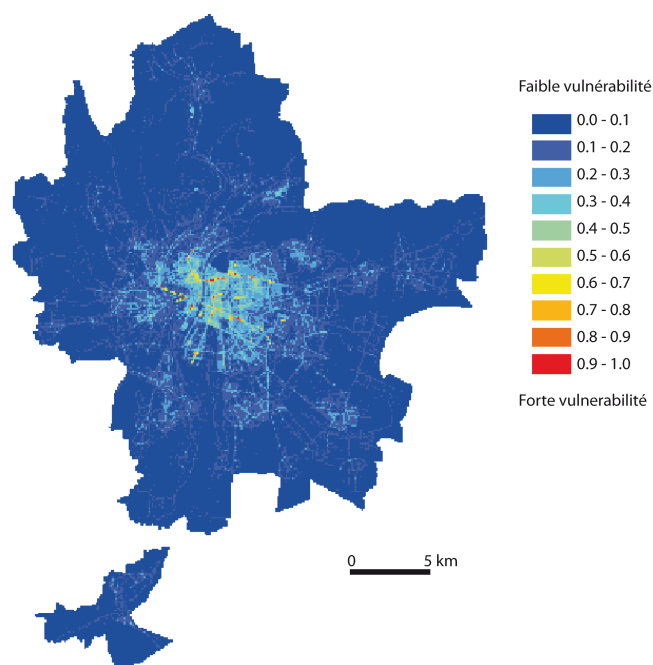 Faible vulnérabilité
0.0 - 0.1
0.1 - 0.2
0.2 - 0.3
0.3 - 0.4
0.4 - 0.5
0.5 - 0.6
0.6 - 0.7
0.7 - 0.8
0.8 - 0.9
0.9 - 1.0
Forte vulnerabilité
0 5 km